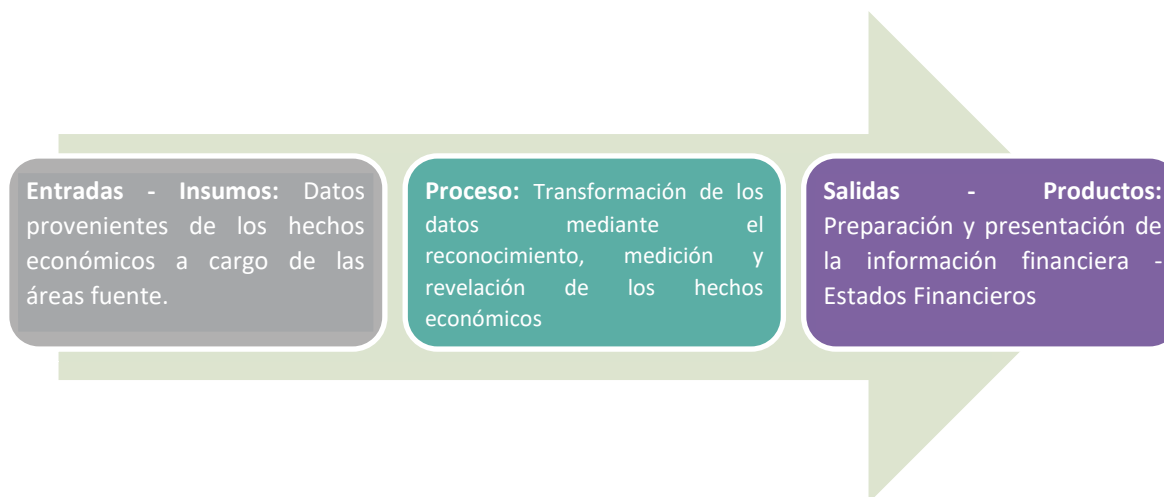 Entradas - Insumos: Datos
provenientes de los hechos
económicos a cargo de las
áreas fuente.
Proceso: Transformación de los
datos mediante el
reconocimiento, medición y
revelación de los hechos
económicos
Salidas - Productos:
Preparación y presentación de
la información financiera -
Estados Financieros